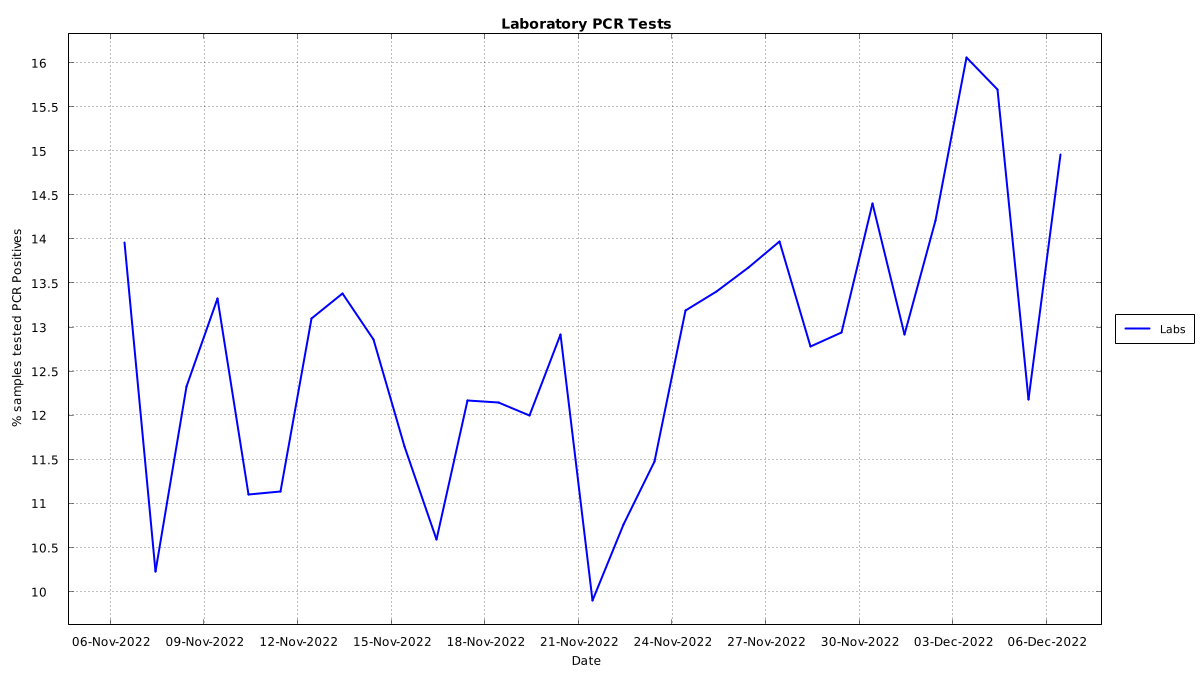 Laboratory PCR Tests
% samples tested PCR Positives
16
15.5
15
14.5
14
13.5
13
12.5
12
11.5
11
10.5
10
Labs
06-Nov-2022 09-Nov-2022 12-Nov-2022 15-Nov-2022 18-Nov-2022 21-Nov-2022 24-Nov-2022 27-Nov-2022 30-Nov-2022 03-Dec-2022 06-Dec-2022
Date